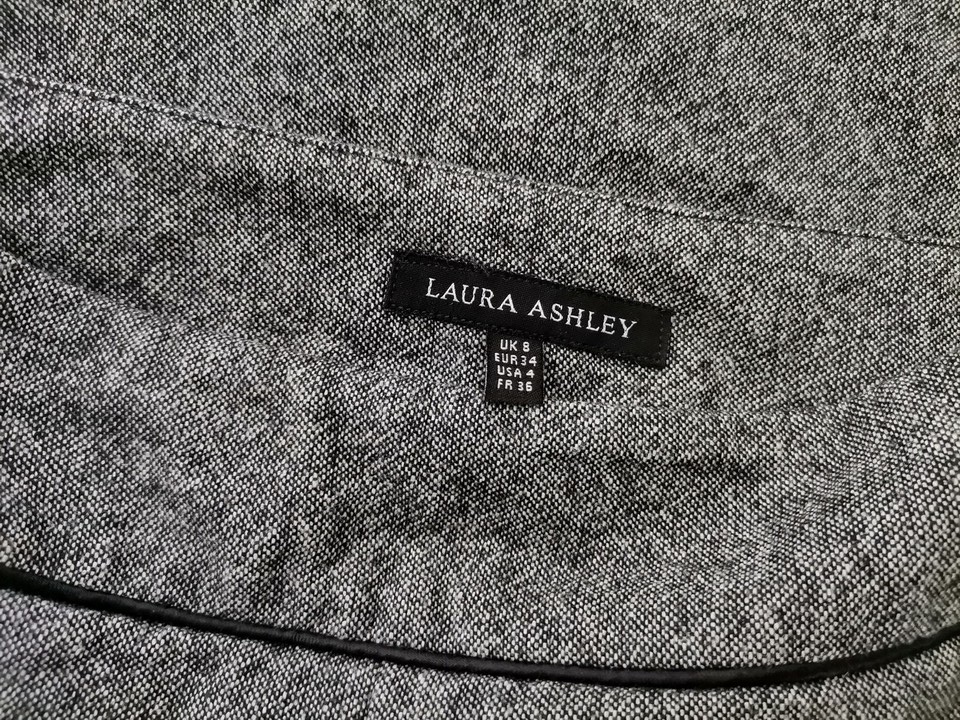 LAURA ASHLEY
UK 8
EUR 34
USA 4
FR 36